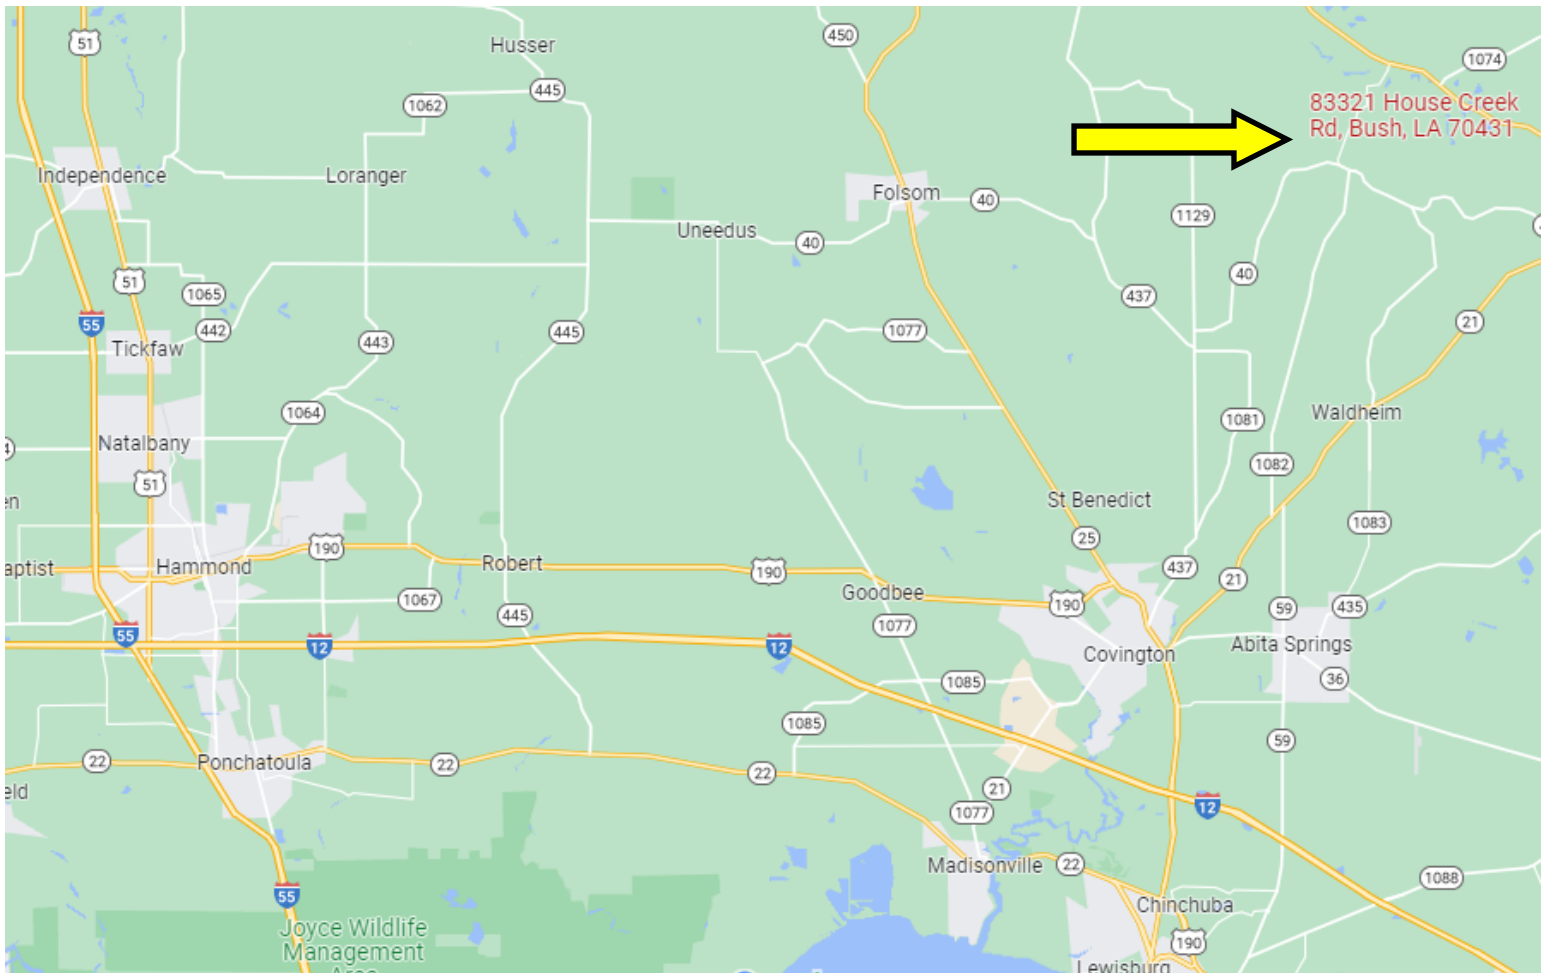 450
51
Husser
1074
445
1062
83321 House Creek
Rd, Bush, LA 70431
Independence
Loranger
Folsom
40
1129
Uneedus
40
40
51
1065
437
55
442
1077
445
21
443
Tickfaw
1064
Waldheim
1081
Natalbany
1082
51
St Benedict
1083
25
190
Robert
437
Hammond
190
21
Goodbee
1067
190
59
435
445
1077
55
12
12
Abita Springs
Covington
1085
36
1085
59
Ponchatoula
22
22
22
21
12
1077
Madisonville
22
1088
55
Chinchuba
Joyce Wildlife
Management
Area
190
Lewisburg